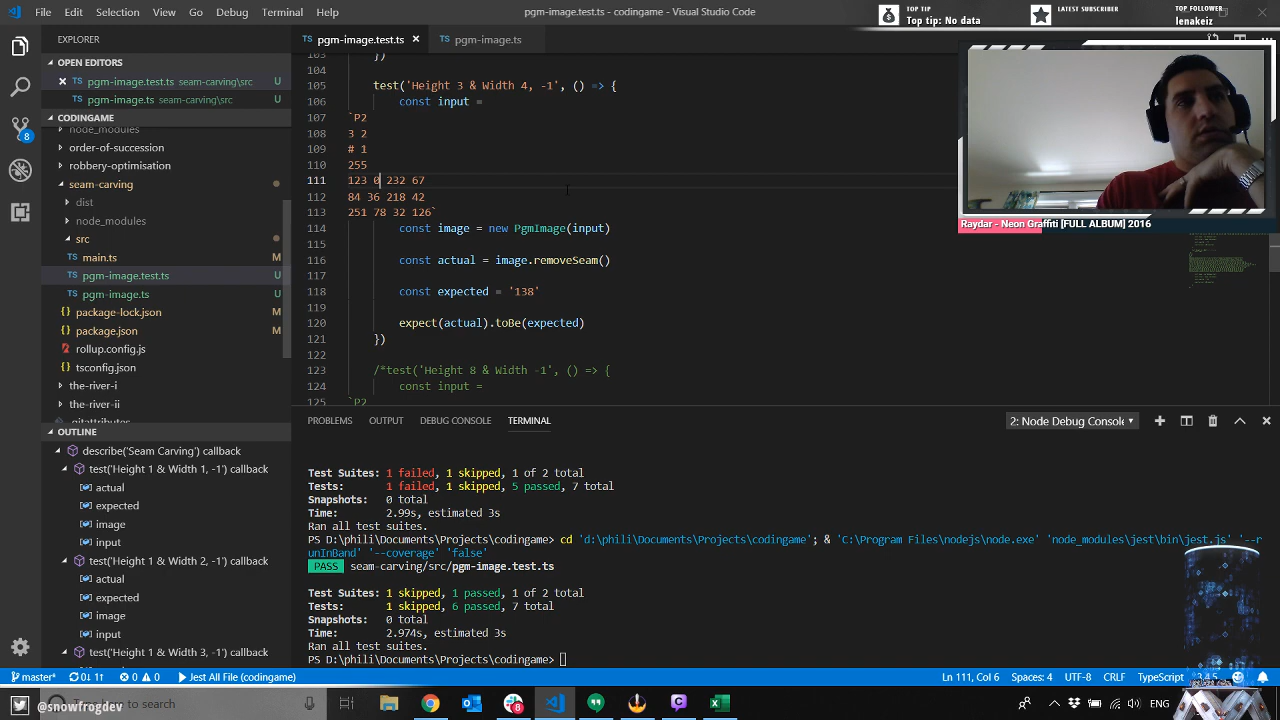 File Edit Selection View Go Debug Terminal Help
pgm-image.test.ts - codingame - Visual Studio Code
TOP TIP
Top tip: No data
LATEST SUBSCRIBER
TOP FOLLOWER
lenakeiz
EXPLORER
OPEN EDITORS
pgm-image.test.ts seam-carving\src U
pgm-image.ts seam-carving\src U
CODINGAME
node_modules
order-of-succession
robbery-optimisation
seam-carving
dist
node_modules
src
main.ts M
pgm-image.test.ts U
pgm-image.ts U
package-lock.json M
package.json M
rollup.config.js
tsconfig.json
the-river-i
the-river-ii
.gitattributes
OUTLINE
describe('Seam Carving') callback
test('Height 1 & Width 1, -1') callback
actual
expected
image
input
test('Height 1 & Width 2, -1') callback
actual
expected
image
input
test('Height 1 & Width 3, -1') callback
pgm-image.test.ts
pgm-image.ts
103 })
104
105 test('Height 3 & Width 4, -1', () => {
106 const input =
107 `P2
108 3 2
109 # 1
110 255
111 123 0 232 67
112 84 36 218 42
113 251 78 32 126`
114 const image = new PgmImage(input)
115
116 const actual = image.removeSeam()
117
118 const expected = '138'
119
120 expect(actual).toBe(expected)
121 })
122
123 /*test('Height 8 & Width -1', () => {
124 const input =
125 `P2
Raydar - Neon Graffiti [FULL ALBUM] 2016
PROBLEMS OUTPUT DEBUG CONSOLE TERMINAL
2: Node Debug Console
Test Suites: 1 failed, 1 skipped, 1 of 2 total
Tests: 1 failed, 1 skipped, 5 passed, 7 total
Snapshots: 0 total
Time: 2.99s, estimated 3s
Ran all test suites.
PS D:\phili\Documents\Projects\codingame> cd 'd:\phili\Documents\Projects\codingame'; & 'C:\Program Files\nodejs\node.exe' 'node_modules\jest\bin\jest.js' '--r
unInBand' '--coverage' 'false'
PASS seam-carving/src/pgm-image.test.ts
Test Suites: 1 skipped, 1 passed, 1 of 2 total
Tests: 1 skipped, 6 passed, 7 total
Snapshots: 0 total
Time: 2.974s, estimated 3s
Ran all test suites.
PS D:\phili\Documents\Projects\codingame>
master* 0↓ 1↑ 0 0 Jest All File (codingame)
Ln 111, Col 6 Spaces: 4 UTF-8 CRLF TypeScript 3.4.5
@snowfrogdev
ENG